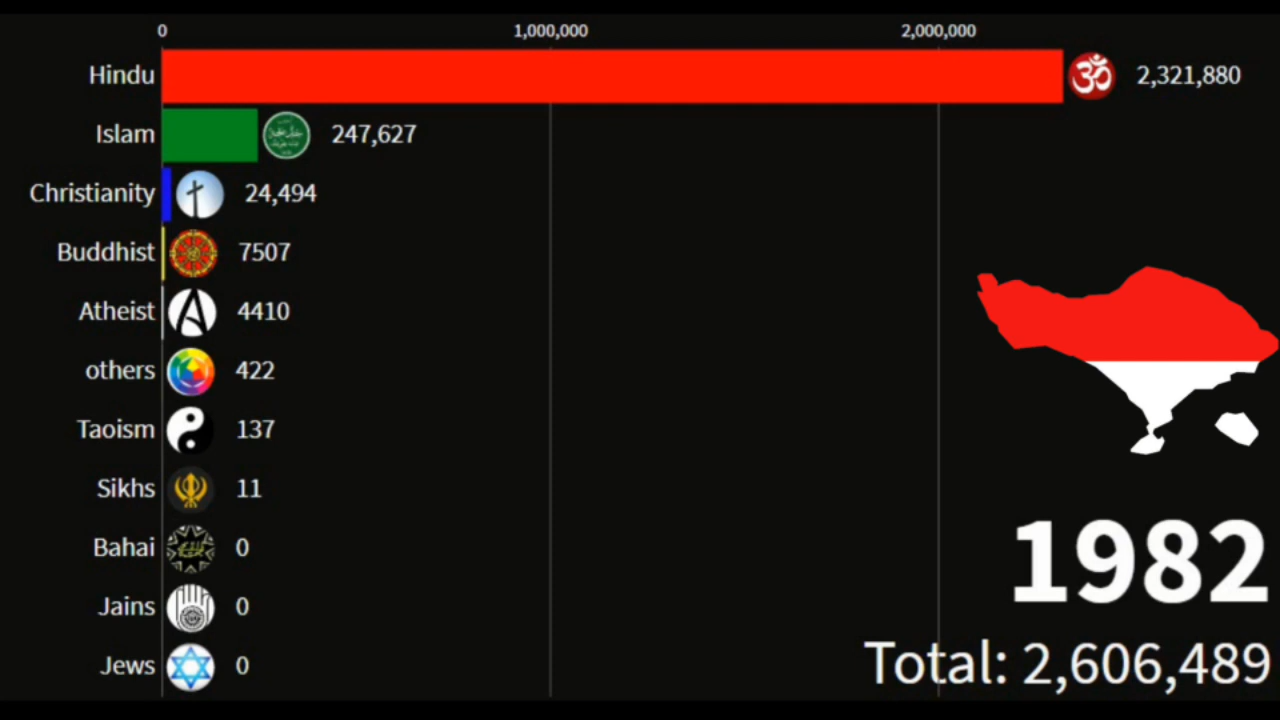 0 1,000,000 2,000,000
Hindu ॐ 2,321,880
Islam 247,627
Christianity 24,494
Buddhist 7507
Atheist A 4410
others 422
Taoism 137
Sikhs 11
Bahai 0
Jains 0
Jews 0
1982
Total: 2,606,489